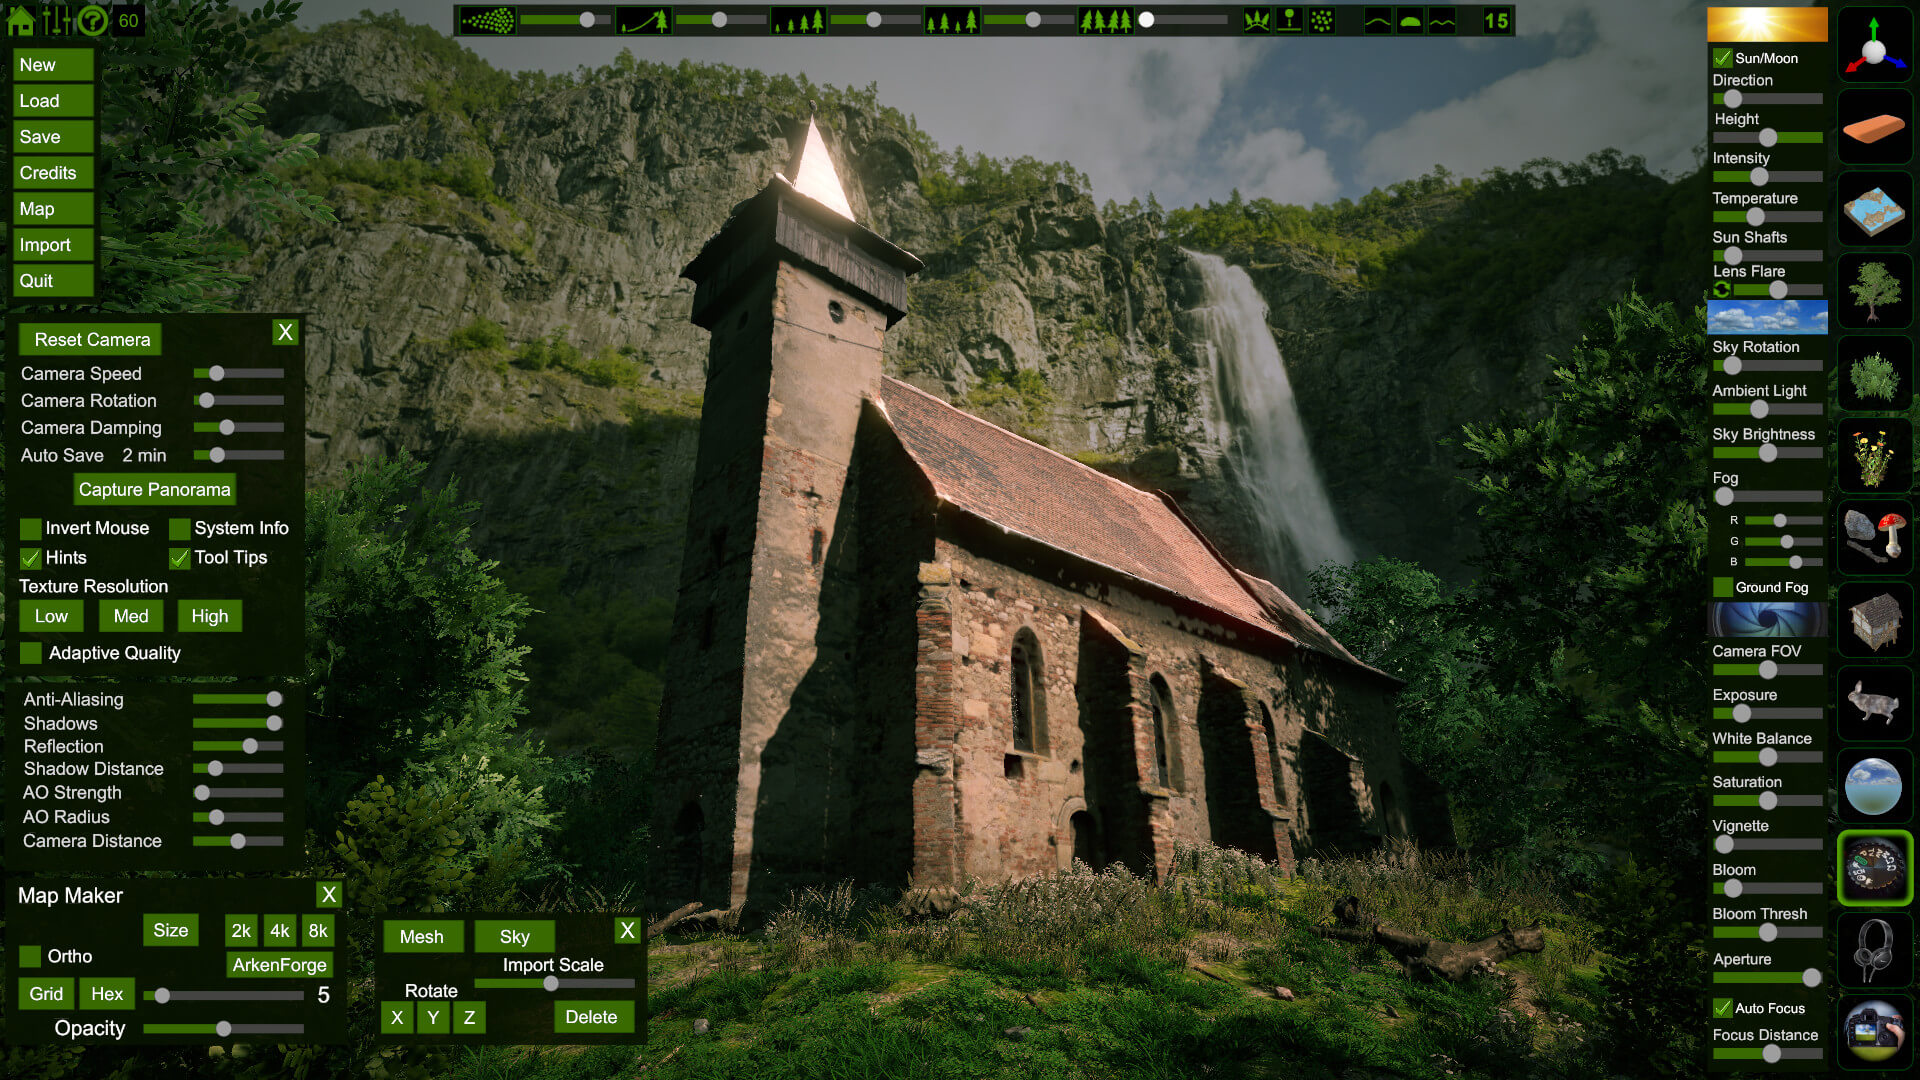 60
15
New
Load
Save
Credits
Map
Import
Quit
Reset Camera X
Camera Speed
Camera Rotation
Camera Damping
Auto Save 2 min
Capture Panorama
Invert Mouse System Info
Hints Tool Tips
Texture Resolution
Low Med High
Adaptive Quality
Anti-Aliasing
Shadows
Reflection
Shadow Distance
AO Strength
AO Radius
Camera Distance
Map Maker X
Size 2k 4k 8k
Ortho
ArkenForge
Grid Hex 5
Opacity
Mesh Sky X
Import Scale
Rotate
X Y Z Delete
Sun/Moon
Direction
Height
Intensity
Temperature
Sun Shafts
Lens Flare
Sky Rotation
Ambient Light
Sky Brightness
Fog
R
G
B
Ground Fog
Camera FOV
Exposure
White Balance
Saturation
Vignette
Bloom
Bloom Thresh
Aperture
Auto Focus
Focus Distance